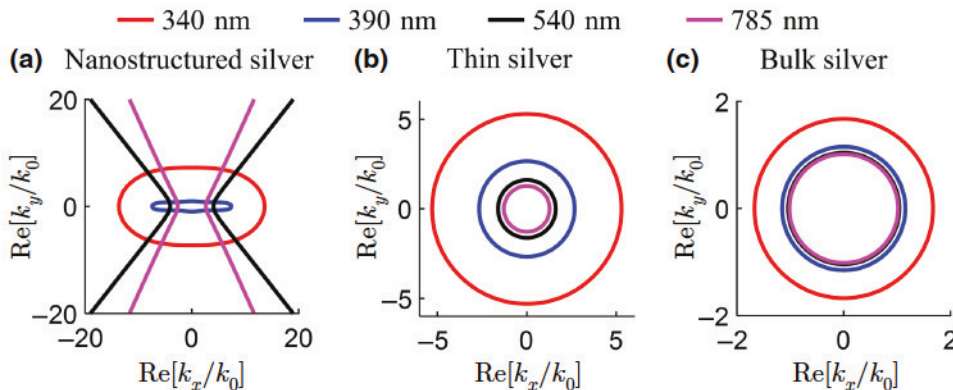 340 nm 390 nm 540 nm 785 nm
(a) Nanostructured silver (b) Thin silver (c) Bulk silver
20
0
−20
−20 0 20
Re[k_y/k_0]
Re[k_x/k_0]
5
0
−5
−5 0 5
Re[k_y/k_0]
Re[k_x/k_0]
2
0
−2
−2 0 2
Re[k_y/k_0]
Re[k_x/k_0]